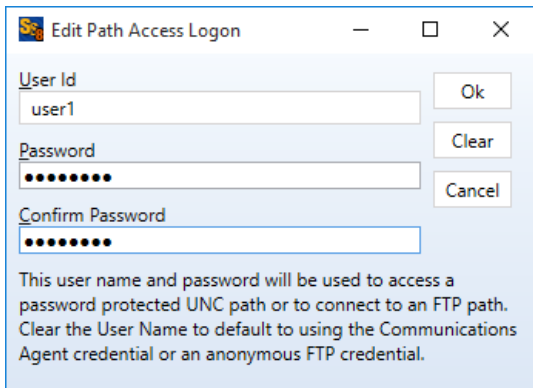 Edit Path Access Logon
User Id
user1
Ok
Password
●●●●●●●●
Clear
Confirm Password
●●●●●●●●
Cancel
This user name and password will be used to access a
password protected UNC path or to connect to an FTP path.
Clear the User Name to default to using the Communications
Agent credential or an anonymous FTP credential.